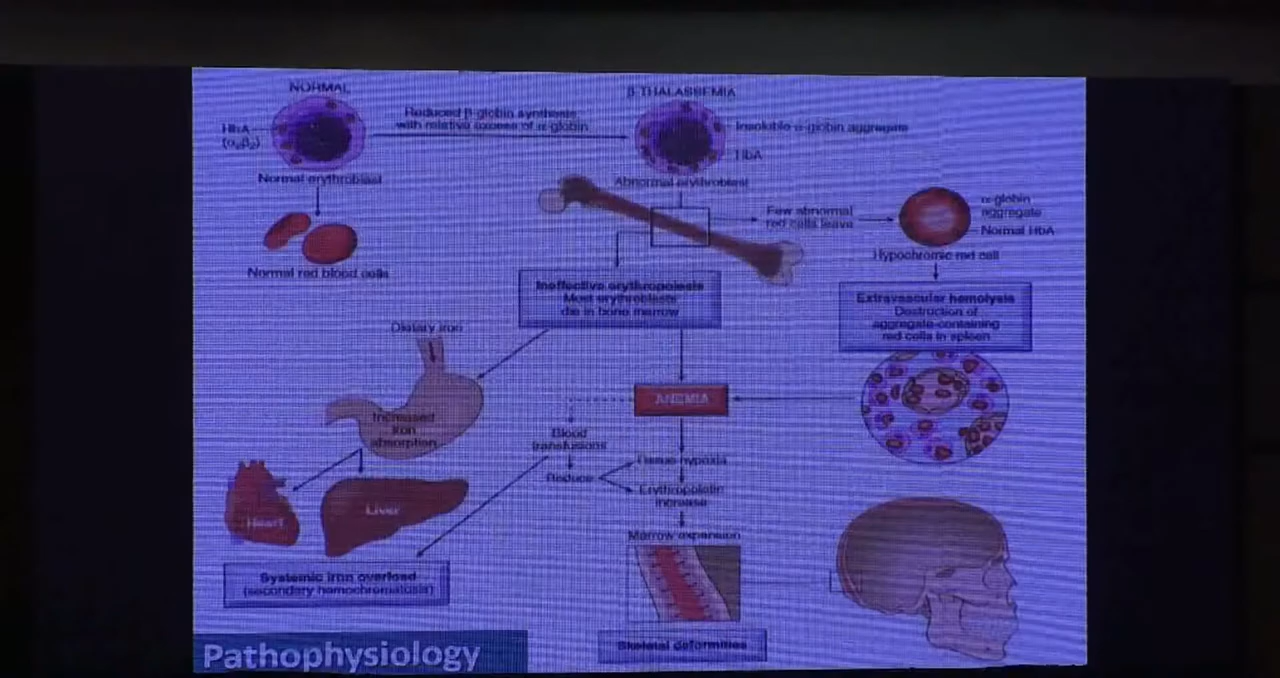 NORMAL
HbA
(α₂β₂)
Normal erythroblast
Normal red blood cells
Reduced β-globin synthesis
with relative excess of α-globin
β-THALASSEMIA
Insoluble α-globin aggregate
HbA
Abnormal erythroblast
Few abnormal
red cells leave
α-globin
aggregate
Normal HbA
Hypochromic red cell
Ineffective erythropoiesis
Most erythroblasts
die in bone marrow
Extravascular hemolysis
Destruction of
aggregate-containing
red cells in spleen
Dietary iron
Increased
iron
absorption
ANEMIA
Blood
transfusions
Reduce
Tissue hypoxia
Erythropoietin
increase
Marrow expansion
Heart
Liver
Systemic iron overload
(secondary hemochromatosis)
Skeletal deformities
Pathophysiology